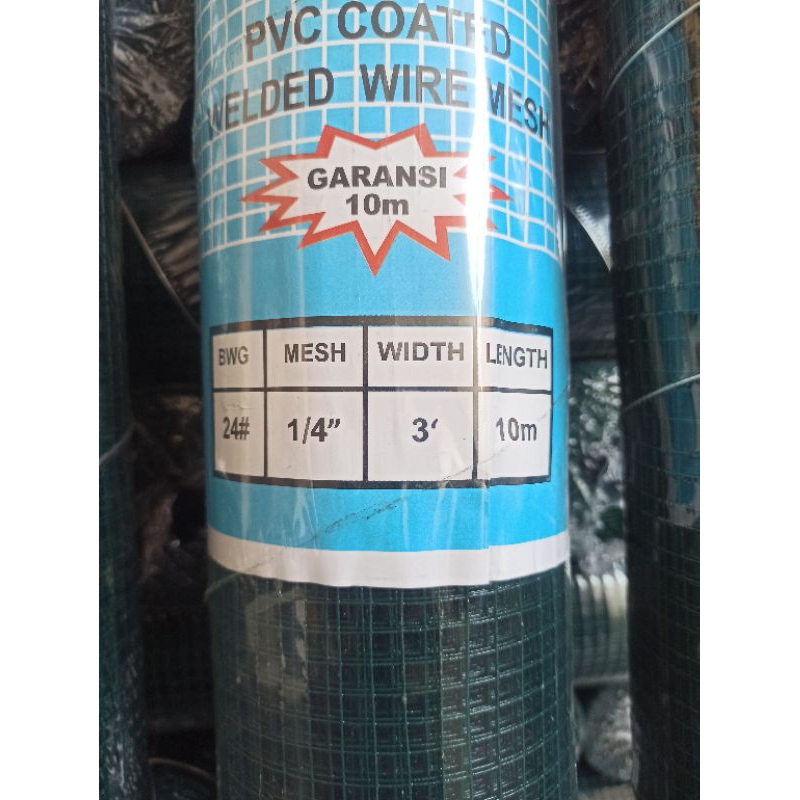 PVC COATED
WELDED WIRE MESH
GARANSI
10m
BWG MESH WIDTH LENGTH
24# 1/4” 3‘ 10m